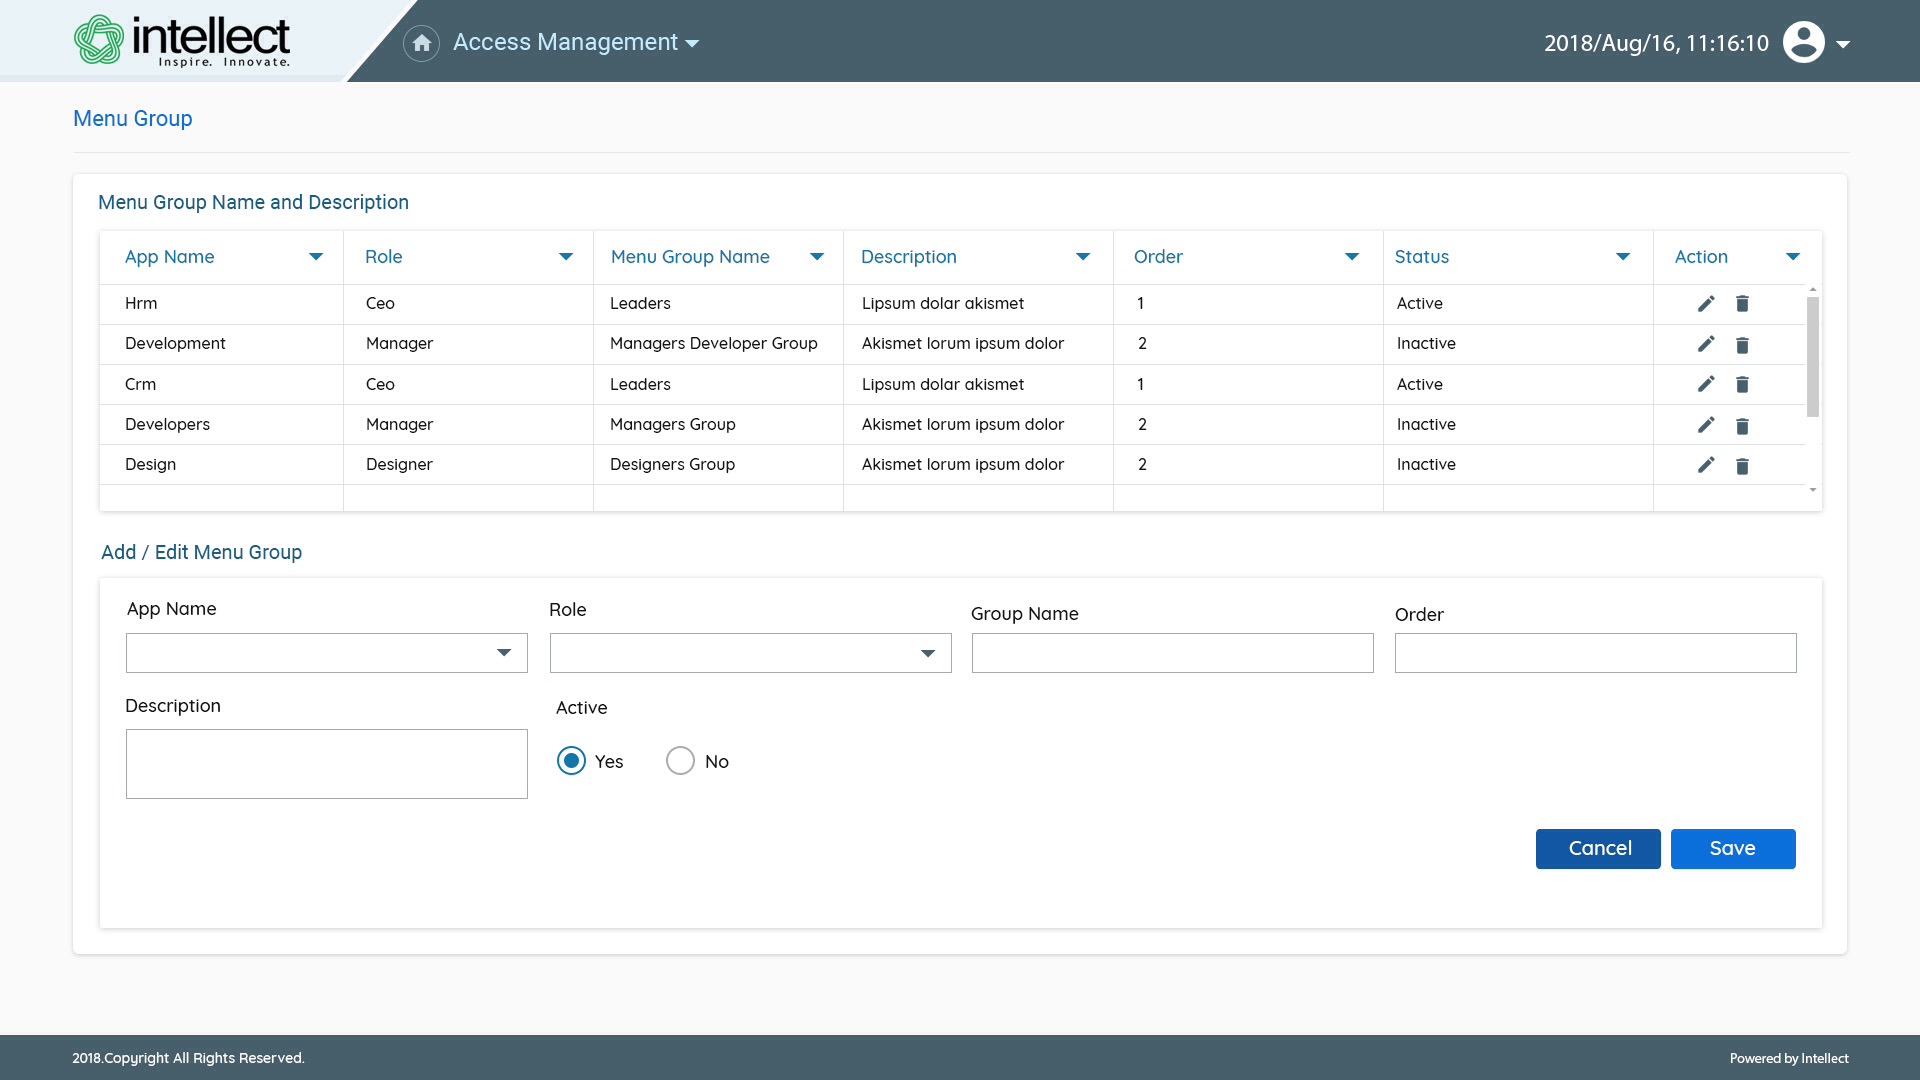 intellect
Inspire. Innovate.
Access Management
2018/Aug/16, 11:16:10
Menu Group
Menu Group Name and Description
App Name Role Menu Group Name Description Order Status Action
Hrm Ceo Leaders Lipsum dolar akismet 1 Active
Development Manager Managers Developer Group Akismet lorum ipsum dolor 2 Inactive
Crm Ceo Leaders Lipsum dolar akismet 1 Active
Developers Manager Managers Group Akismet lorum ipsum dolor 2 Inactive
Design Designer Designers Group Akismet lorum ipsum dolor 2 Inactive
Add / Edit Menu Group
App Name Role Group Name Order
Description Active
Yes No
Cancel Save
2018.Copyright All Rights Reserved. Powered by Intellect